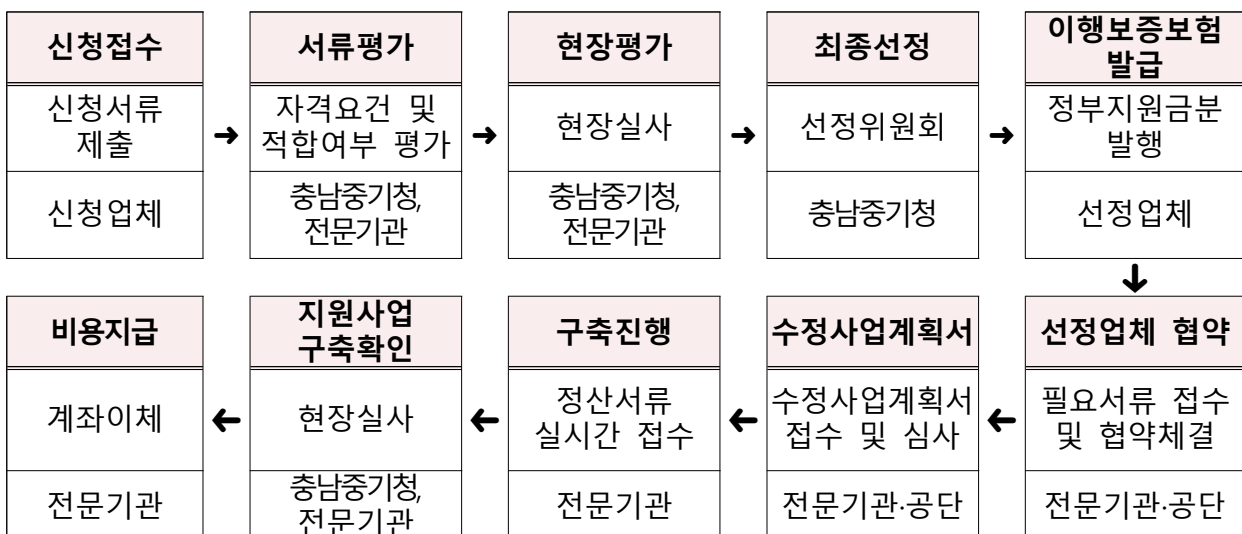 신청접수
신청서류
제출
신청업체
➜
서류평가
자격요건 및
적합여부 평가
충남중기청,
전문기관
➜
현장평가
현장실사
충남중기청,
전문기관
➜
최종선정
선정위원회
충남중기청
➜
이행보증보험
발급
정부지원금분
발행
선정업체
➜
선정업체 협약
필요서류 접수
및 협약체결
전문기관·공단
➜
수정사업계획서
수정사업계획서
접수 및 심사
전문기관·공단
➜
구축진행
정산서류
실시간 접수
전문기관
➜
지원사업
구축확인
현장실사
충남중기청,
전문기관
➜
비용지급
계좌이체
전문기관